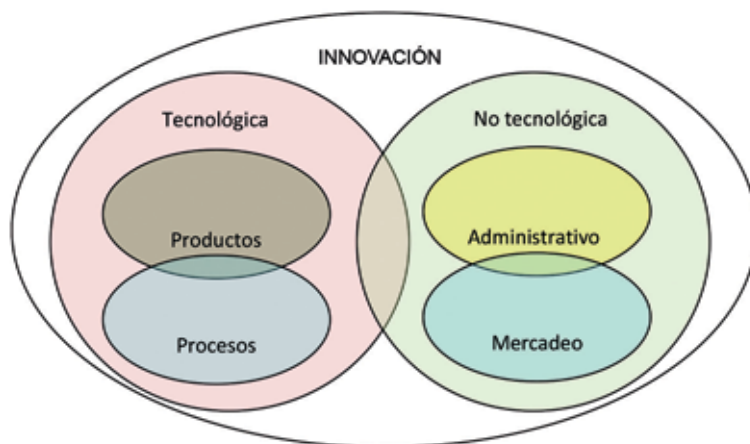 INNOVACIÓN
Tecnológica
No tecnológica
Productos
Administrativo
Procesos
Mercadeo